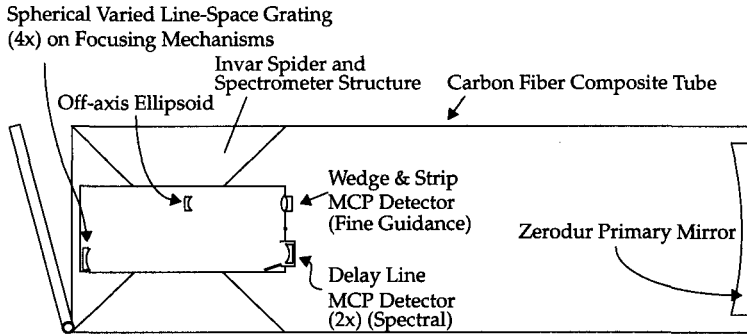 Spherical Varied Line-Space Grating
(4x) on Focusing Mechanisms
Invar Spider and
Spectrometer Structure
Carbon Fiber Composite Tube
Off-axis Ellipsoid
Wedge & Strip
MCP Detector
(Fine Guidance)
Zerodur Primary Mirror
Delay Line
MCP Detector
(2x) (Spectral)